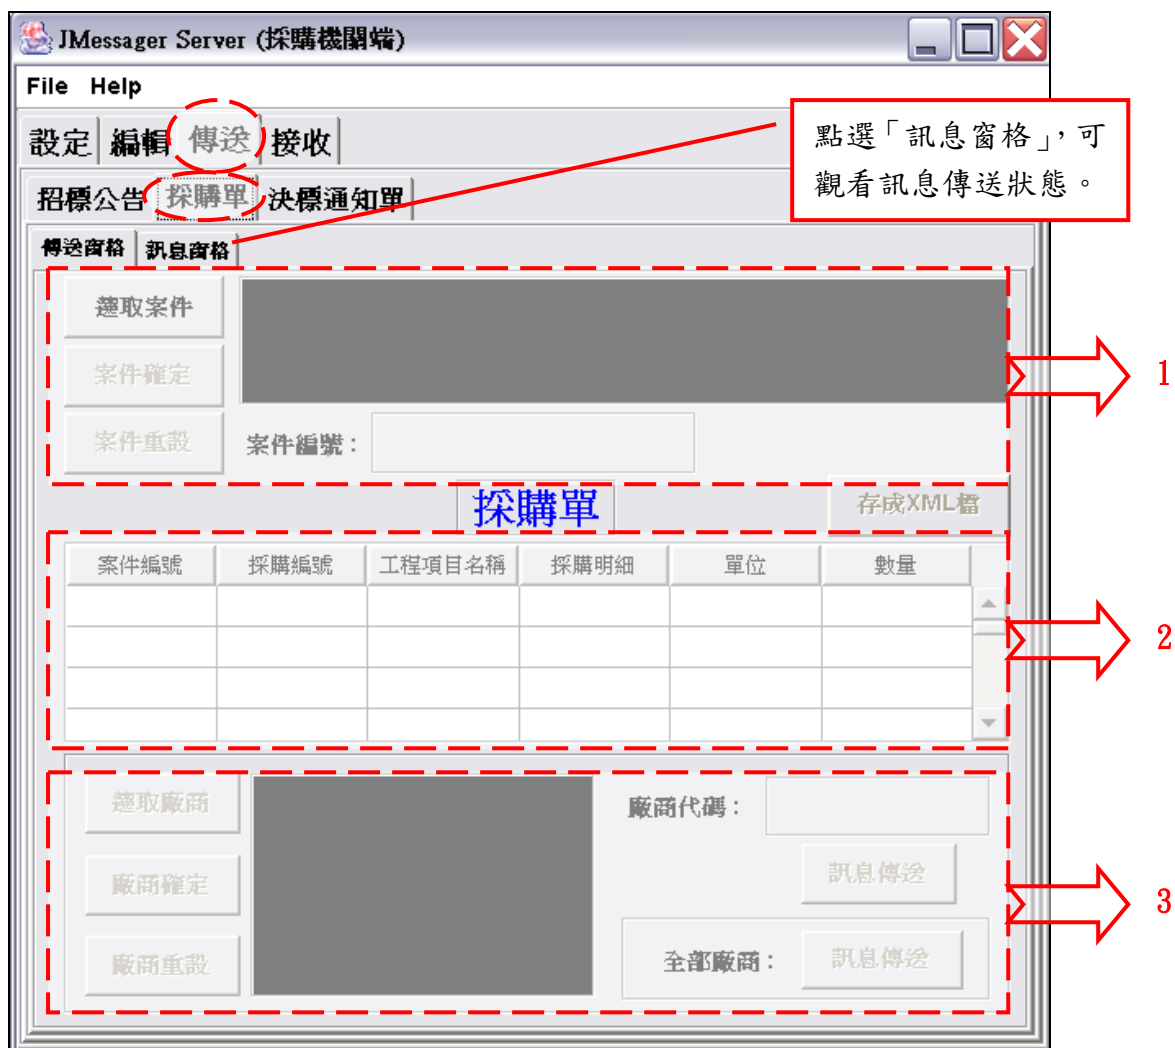 JMessager Server (採購機關端)
File Help
設定 編輯 傳送 接收
點選「訊息窗格」,可
觀看訊息傳送狀態。
招標公告 採購單 決標通知單
傳送窗格 訊息窗格
選取案件
案件確定
1
案件重設 案件編號:
採購單 存成XML檔
案件編號 採購編號 工程項目名稱 採購明細 單位 數量
2
選取廠商 廠商代碼:
廠商確定 訊息傳送
3
廠商重設 全部廠商: 訊息傳送